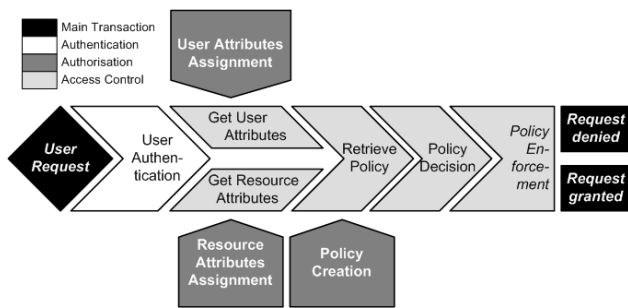 Main Transaction
Authentication
Authorisation
Access Control
User Attributes
Assignment
User
Request
User
Authen-
tication
Get User
Attributes
Get Resource
Attributes
Retrieve
Policy
Policy
Decision
Policy
En-
force-
ment
Request
denied
Request
granted
Resource
Attributes
Assignment
Policy
Creation